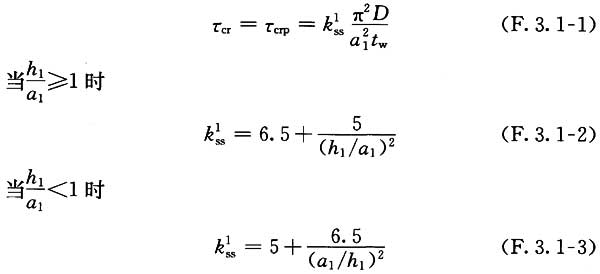 τcr = τcrp = k¹ss π²D/a₁²tw (F.3.1-1)
当h₁/a₁≥1时
k¹ss = 6.5 + 5/(h₁/a₁)² (F.3.1-2)
当h₁/a₁<1时
k¹ss = 5 + 6.5/(a₁/h₁)² (F.3.1-3)